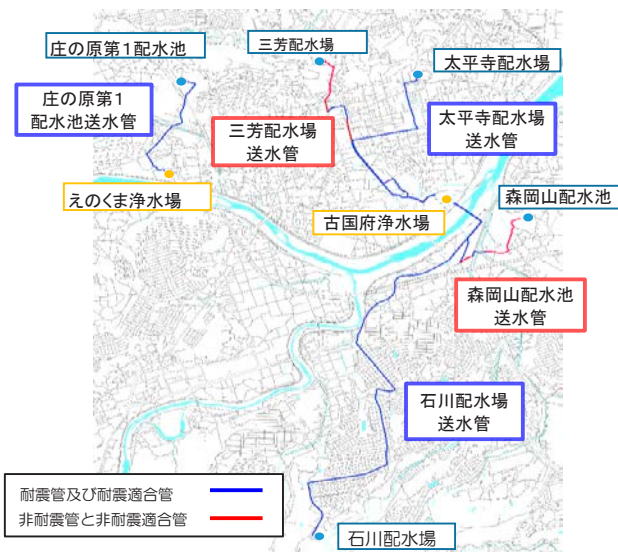 庄の原第1配水池
三芳配水場
太平寺配水場
庄の原第1
配水池送水管
三芳配水場
送水管
太平寺配水場
送水管
えのくま浄水場
古国府浄水場
森岡山配水池
森岡山配水池
送水管
石川配水場
送水管
耐震管及び耐震適合管
非耐震管と非耐震適合管
石川配水場